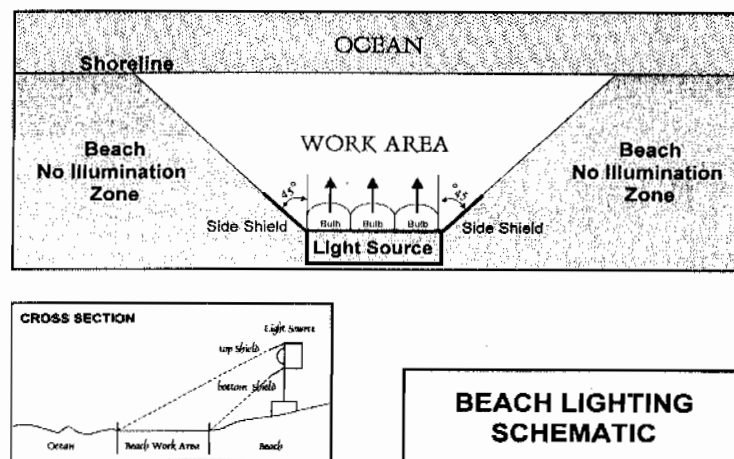 OCEAN
Shoreline
WORK AREA
Beach
No Illumination
Zone
Beach
No Illumination
Zone
45°
45°
Side Shield
Bulb Bulb Bulb
Side Shield
Light Source
CROSS SECTION
Light Source
top Shield
bottom Shield
Ocean
Beach Work Area
Beach
BEACH LIGHTING
SCHEMATIC